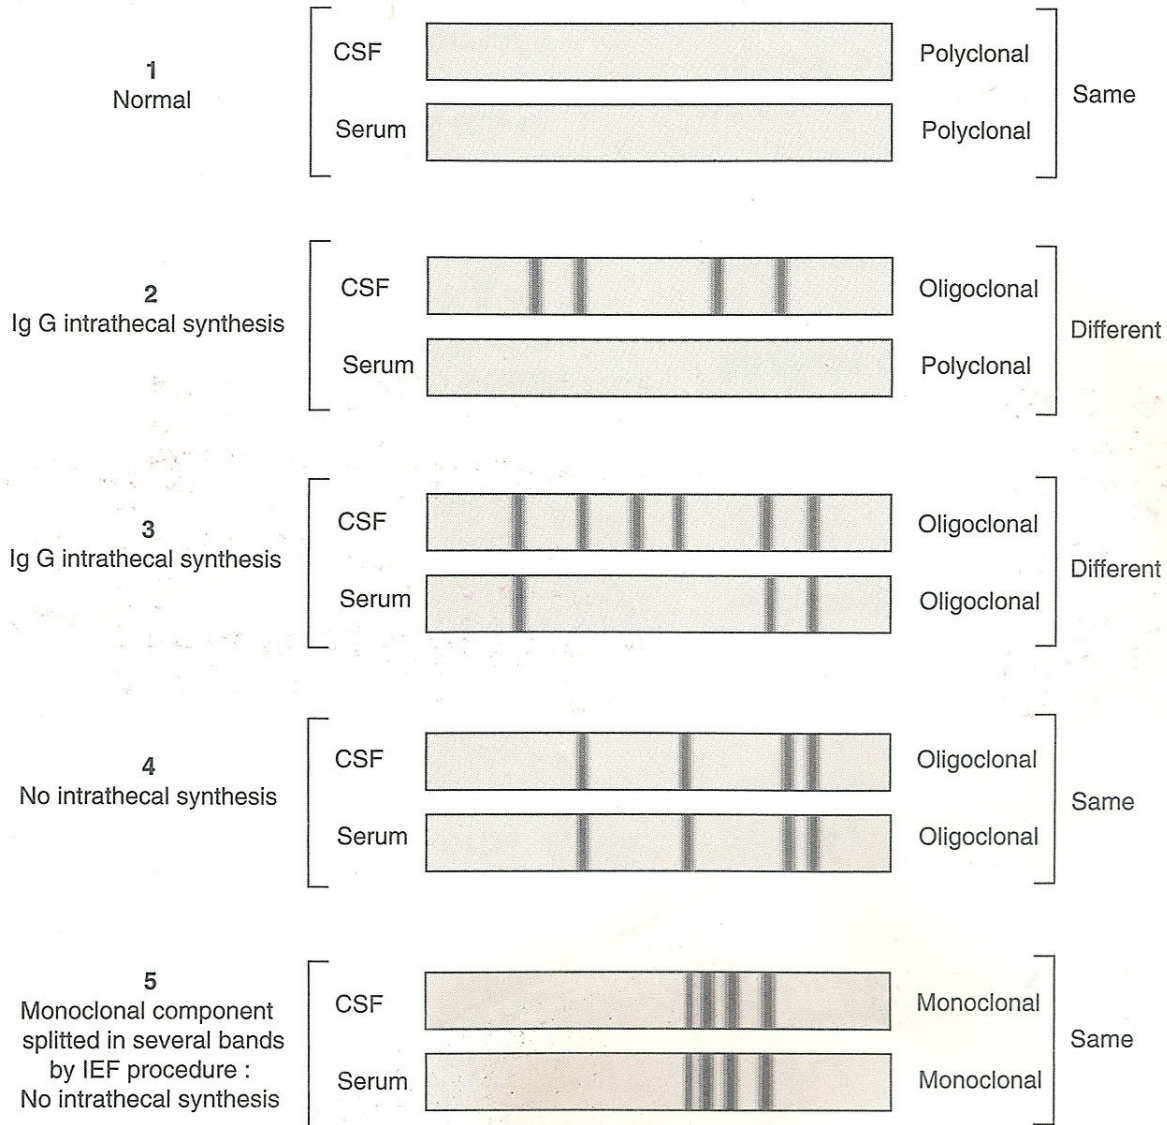 1
Normal
CSF
Polyclonal
Serum
Polyclonal
Same
2
Ig G intrathecal synthesis
CSF
Oligoclonal
Serum
Polyclonal
Different
3
Ig G intrathecal synthesis
CSF
Oligoclonal
Serum
Oligoclonal
Different
4
No intrathecal synthesis
CSF
Oligoclonal
Serum
Oligoclonal
Same
5
Monoclonal component
splitted in several bands
by IEF procedure :
No intrathecal synthesis
CSF
Monoclonal
Serum
Monoclonal
Same